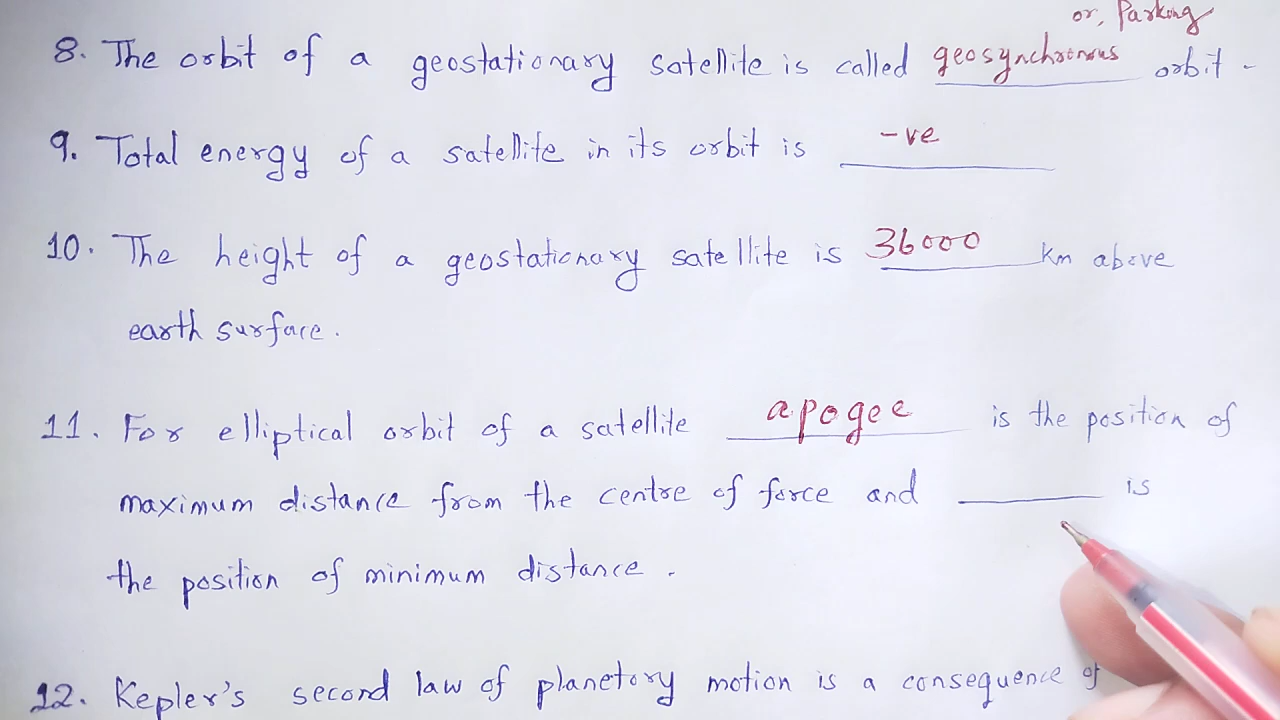 or, Parking
8. The orbit of a geostationary satellite is called geosynchronous orbit -
9. Total energy of a satellite in its orbit is -ve
10. The height of a geostationary satellite is 36000 km above
earth surface.
11. For elliptical orbit of a satellite apogee is the position of
maximum distance from the centre of force and ______ is
the position of minimum distance.
12. Kepler's second law of planetory motion is a consequence of